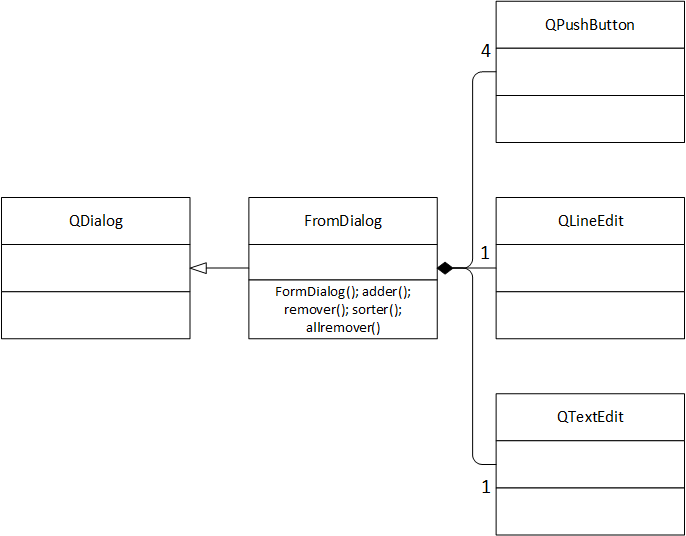 QPushButton
4
QDialog
FromDialog
QLineEdit
1
FormDialog(); adder();
remover(); sorter();
allremover()
QTextEdit
1